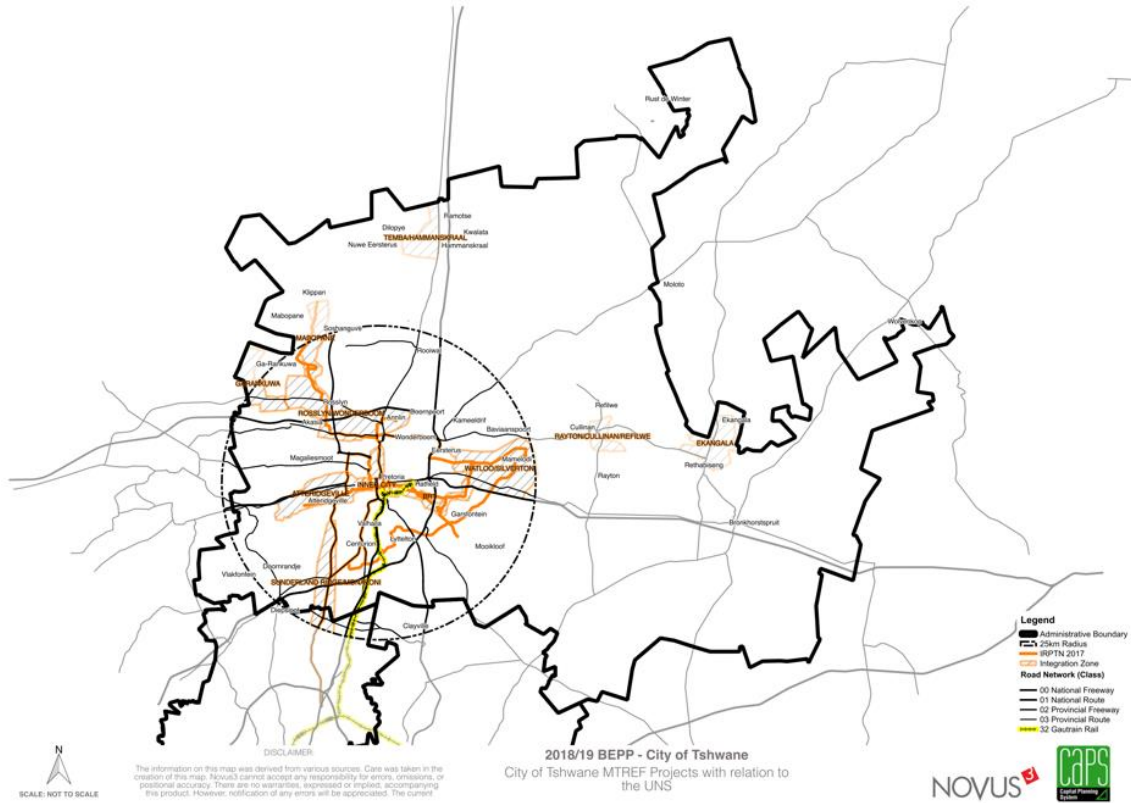 Rust de Winter
Ramotse
Dilopye
Kwalata
TEMBA/HAMMANSKRAAL
Nuwe Eersterus
Hammanskraal
Moloto
Klippan
Mabopane
Soshanguve
MABOPANE
Rooiwal
Ga-Rankuwa
GARANKUWA
Rosslyn
ROSSLYN/WONDERBOOM
Annlin
Doornpoort
Akasia
Kameeldrif
Baviaanspoort
Wonderboom
Refilwe
Cullinan
RAYTON/CULLINAN/REFILWE
Ekangala
EKANGALA
Eersterus
Magaliesmoot
Mamelodi
WATLOO/SILVERTON
Rethabiseng
Rayton
Pretoria
INNER CITY
Hatfield
ATTERIDGEVILLE
Atteridgeville
Garsfontein
Bronkhorstspruit
Valhalla
Centurion
Lyttelton
Mooikloof
Doornrandje
Vlakfontein
SUNDERLAND RIDGE/MONAVONI
Diepsloot
Clayville
Legend
Administrative Boundary
25km Radius
IRPTN 2017
Integration Zone
Road Network (Class)
00 National Freeway
01 National Route
02 Provincial Freeway
03 Provincial Route
32 Gautrain Rail
N
SCALE: NOT TO SCALE
DISCLAIMER:
The information on this map was derived from various sources. Care was taken in the
creation of this map. Novus3 cannot accept any responsibility for errors, omissions, or
positional accuracy. There are no warranties, expressed or implied, accompanying
this product. However, notification of any errors will be appreciated. The current
2018/19 BEPP - City of Tshwane
City of Tshwane MTREF Projects with relation to
the UNS
NOVUS3
CAPS
Capital Planning
System